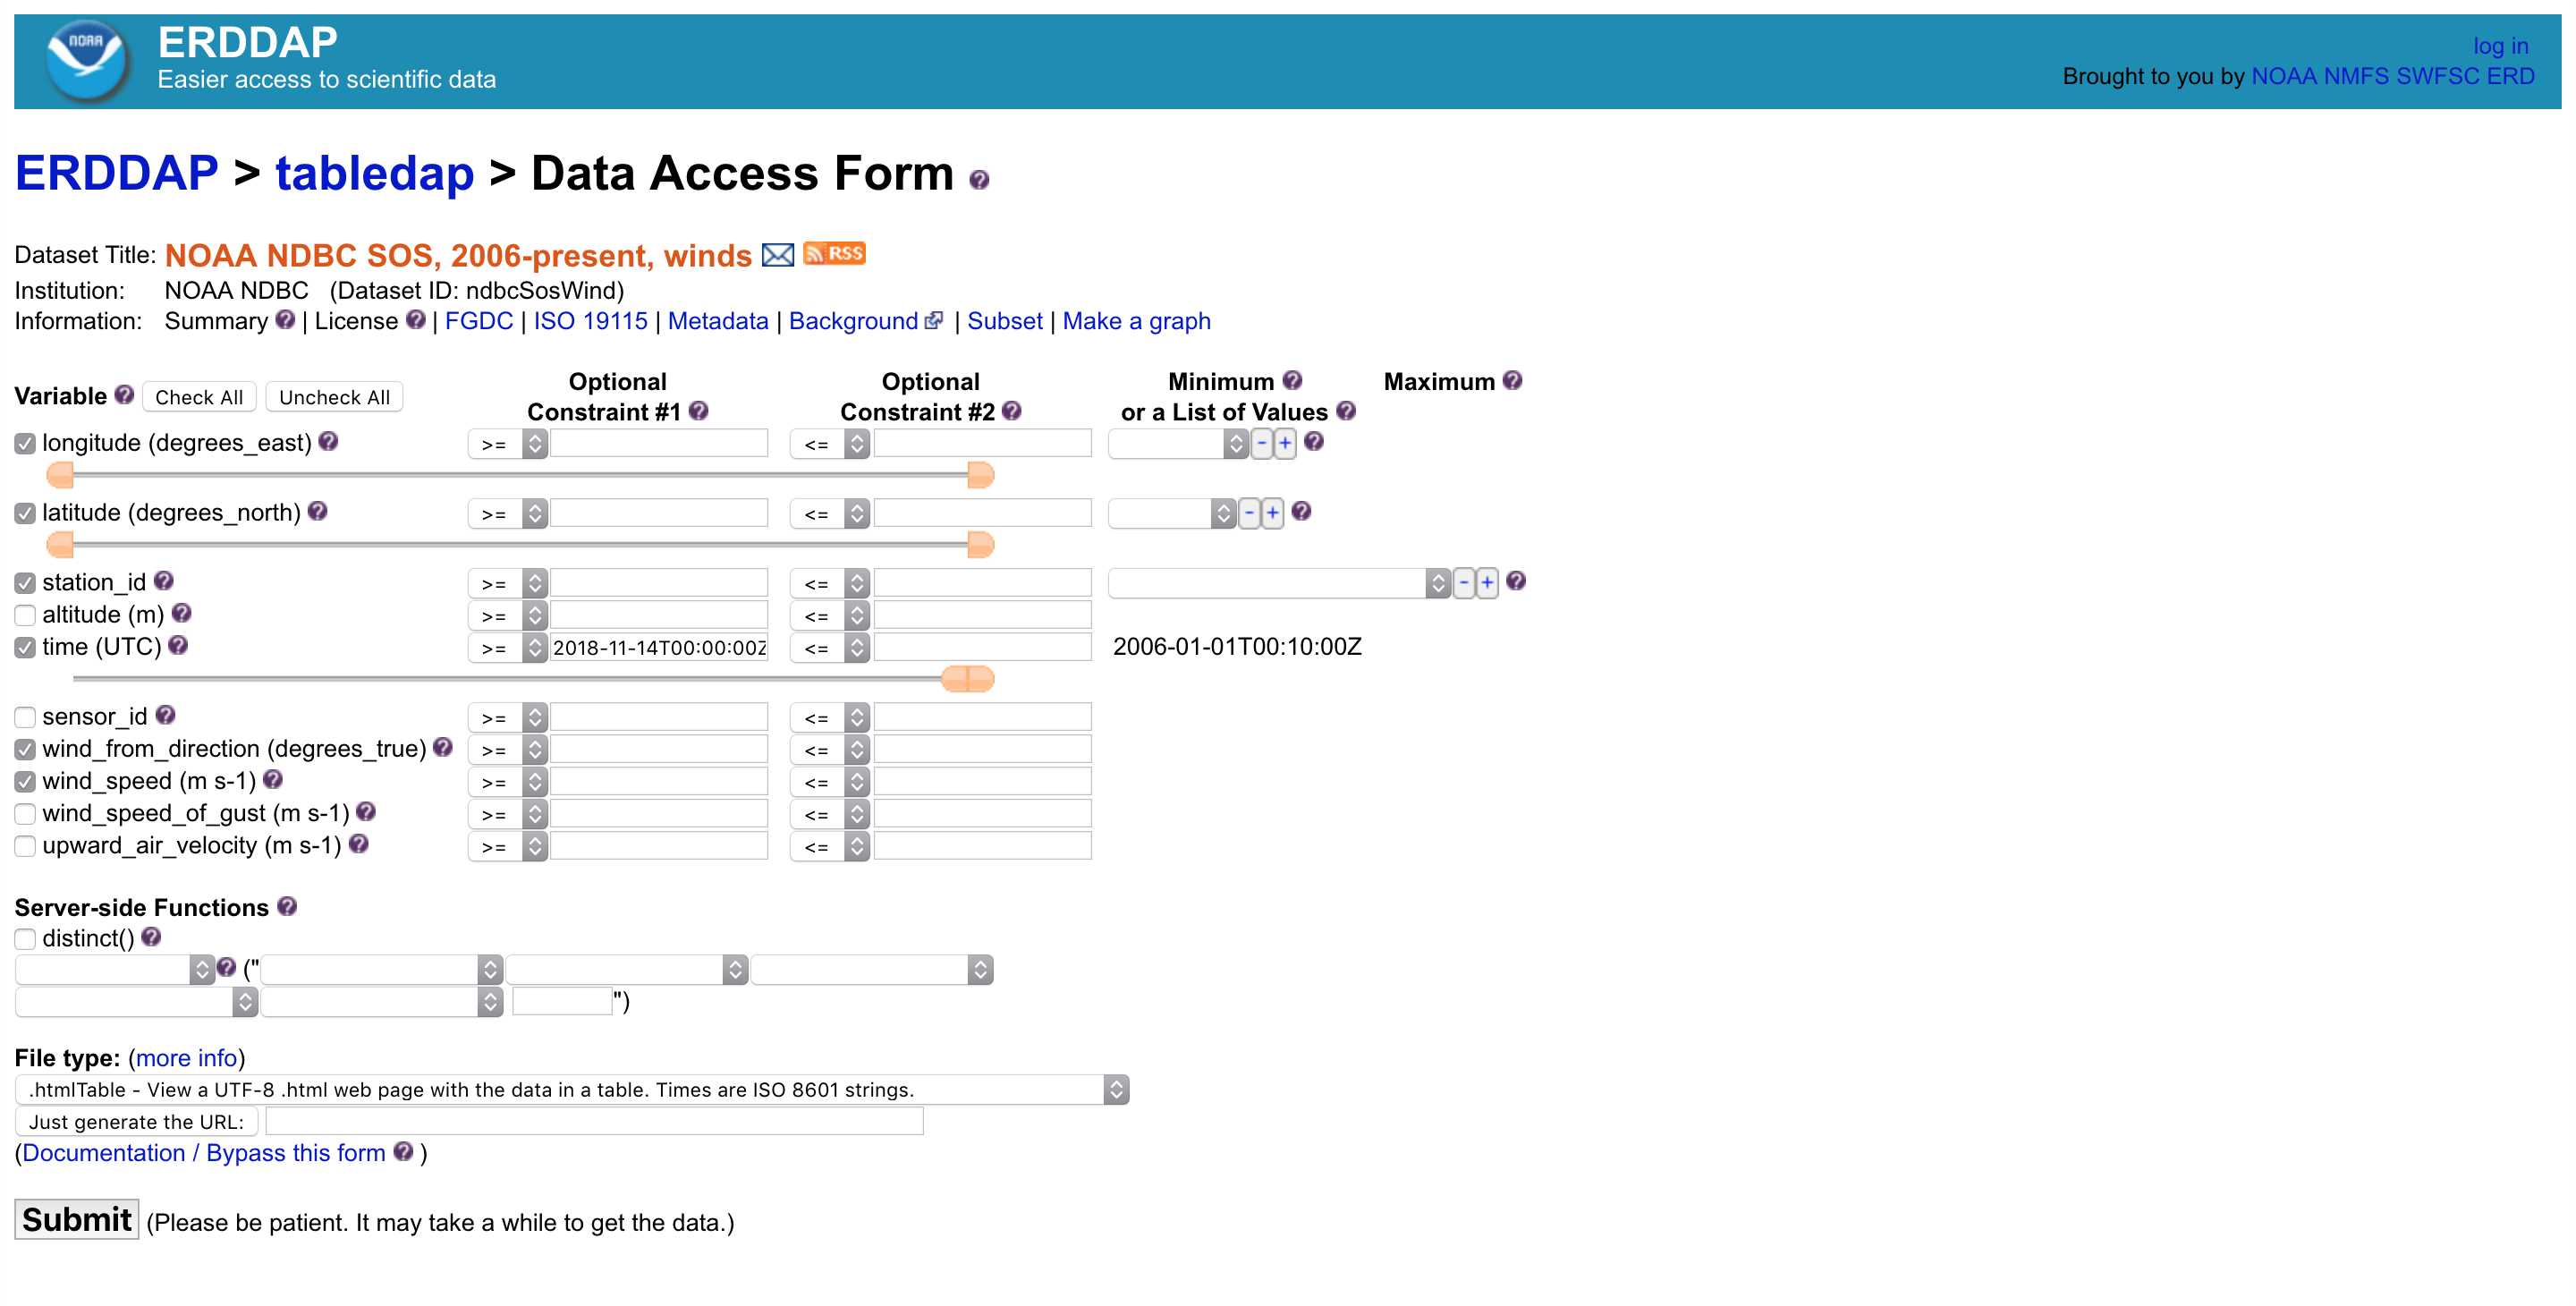 NOAA
ERDDAP
Easier access to scientific data
log in
Brought to you by NOAA NMFS SWFSC ERD
ERDDAP > tabledap > Data Access Form ?
Dataset Title: NOAA NDBC SOS, 2006-present, winds RSS
Institution: NOAA NDBC (Dataset ID: ndbcSosWind)
Information: Summary ? | License ? | FGDC | ISO 19115 | Metadata | Background | Subset | Make a graph
Variable ? Check All Uncheck All
Optional Constraint #1 ?
Optional Constraint #2 ?
Minimum ? or a List of Values ?
Maximum ?
longitude (degrees_east) ? >= <= - + ?
latitude (degrees_north) ? >= <= - + ?
station_id ? >= <= - + ?
altitude (m) ? >= <=
time (UTC) ? >= 2018-11-14T00:00:00Z <= 2006-01-01T00:10:00Z
sensor_id ? >= <=
wind_from_direction (degrees_true) ? >= <=
wind_speed (m s-1) ? >= <=
wind_speed_of_gust (m s-1) ? >= <=
upward_air_velocity (m s-1) ? >= <=
Server-side Functions ?
distinct() ?
? ("
")
File type: (more info)
.htmlTable - View a UTF-8 .html web page with the data in a table. Times are ISO 8601 strings.
Just generate the URL:
(Documentation / Bypass this form ? )
Submit (Please be patient. It may take a while to get the data.)